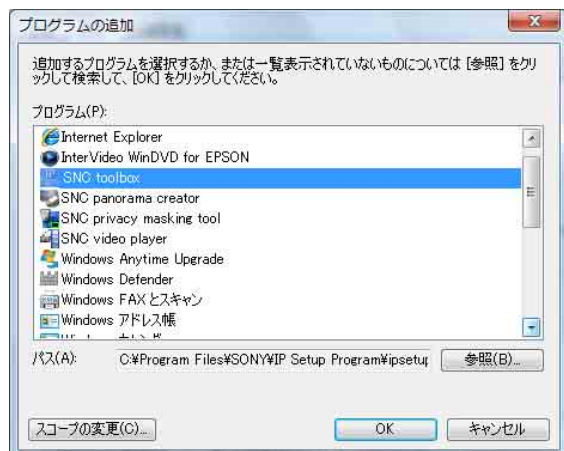 プログラムの追加
追加するプログラムを選択するか、または一覧表示されていないものについては [参照] をクリ
ックして検索して、[OK] をクリックしてください。
プログラム(P):
Internet Explorer
InterVideo WinDVD for EPSON
SNC toolbox
SNC panorama creator
SNC privacy masking tool
SNC video player
Windows Anytime Upgrade
Windows Defender
Windows FAX とスキャン
Windows アドレス帳
パス(A):
C:¥Program Files¥SONY¥IP Setup Program¥ipsetup
参照(B)...
スコープの変更(C)...
OK
キャンセル